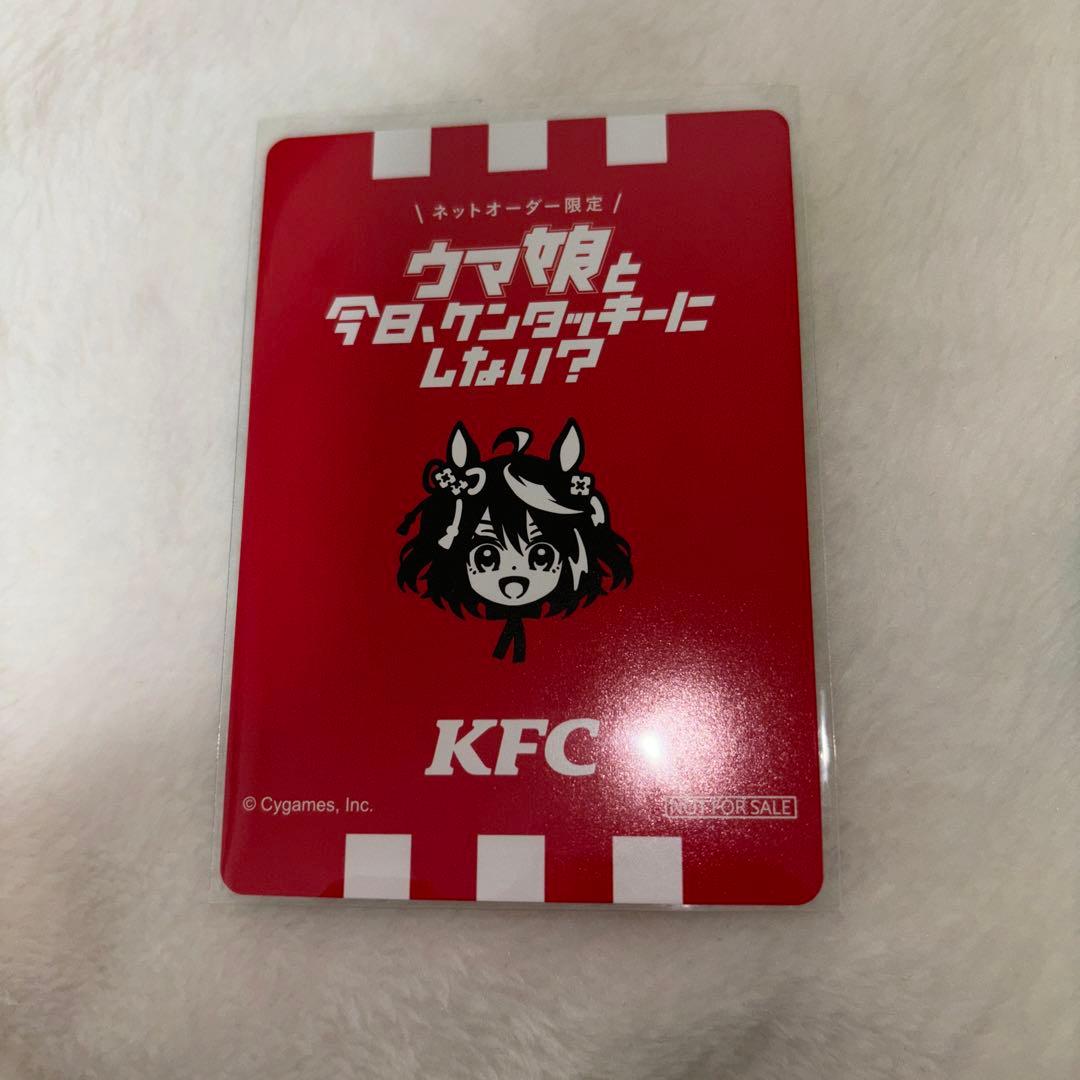 \ ネットオーダー限定 /
ウマ娘と
今日、ケンタッキーに
しない?
KFC
© Cygames, Inc.
NOT FOR SALE